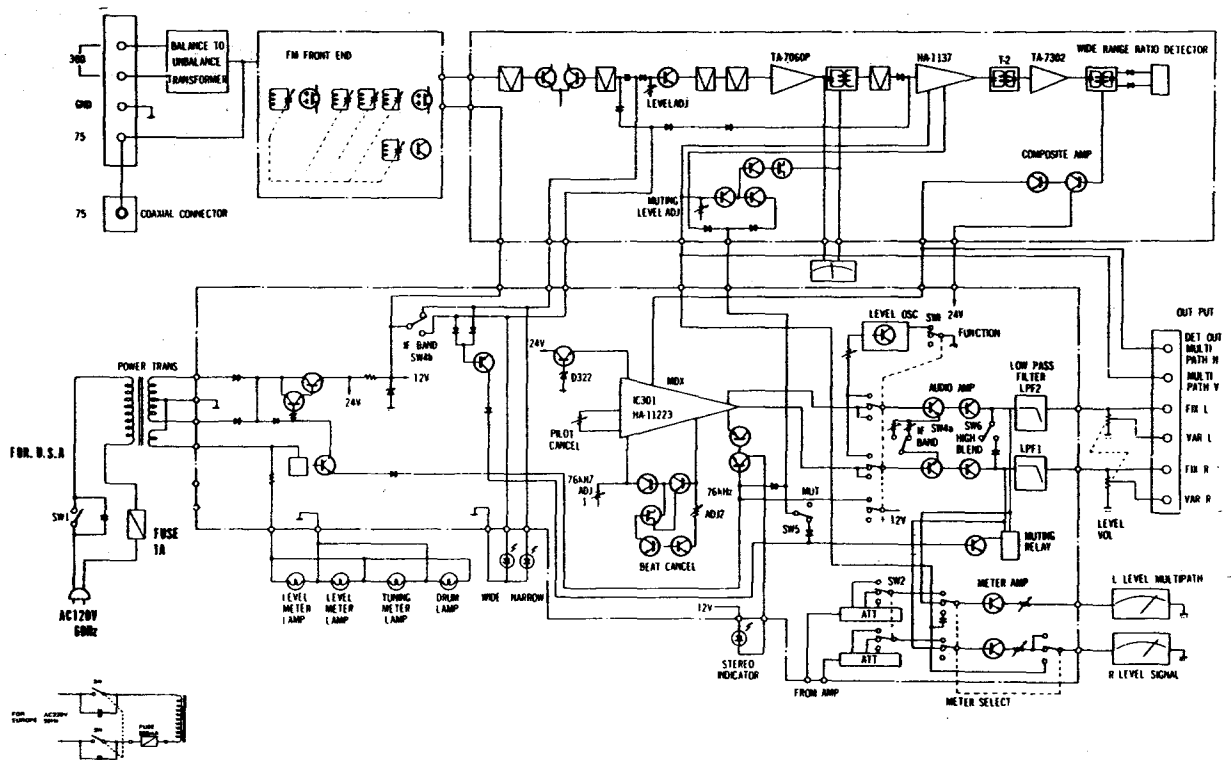 300
BALANCE TO
UNBALANCE
TRANSFORMER
GND
75
75
COAXIAL CONNECTOR
FM FRONT END
LEVELADJ
TA-7060P
HA-1137
T-2
TA-7302
WIDE RANGE RATIO DETECTOR
COMPOSITE AMP
MUTING
LEVEL ADJ
IF BAND
SW4b
POWER TRANS
24V
12V
24V
D322
MDX
IC301
HA-11223
PILOT
CANCEL
76kHz
ADJ
1
BEAT CANCEL
76kHz
ADJ2
MUT
SW5
LEVEL OSC
24V
FUNCTION
AUDIO AMP
SW4a
IF
BAND
SW6
HIGH
BLEND
LOW PASS
FILTER
LPF2
LPF1
12V
MUTING
RELAY
LEVEL
VOL
OUT PUT
DET OUT
MULTI
PATH H
MULTI
PATH V
FIX L
VAR L
FIX R
VAR R
FOR. U.S.A
SW1
FUSE
1A
AC120V
60Hz
LEVEL
METER
LAMP
LEVEL
METER
LAMP
TUNING
METER
LAMP
DRUM
LAMP
WIDE
NARROW
12V
STEREO
INDICATOR
SW2
ATT
ATT
FROM AMP
METER AMP
METER SELECT
L LEVEL MULTIPATH
R LEVEL SIGNAL
FOR
EUROPE
AC220V
50Hz
FUSE